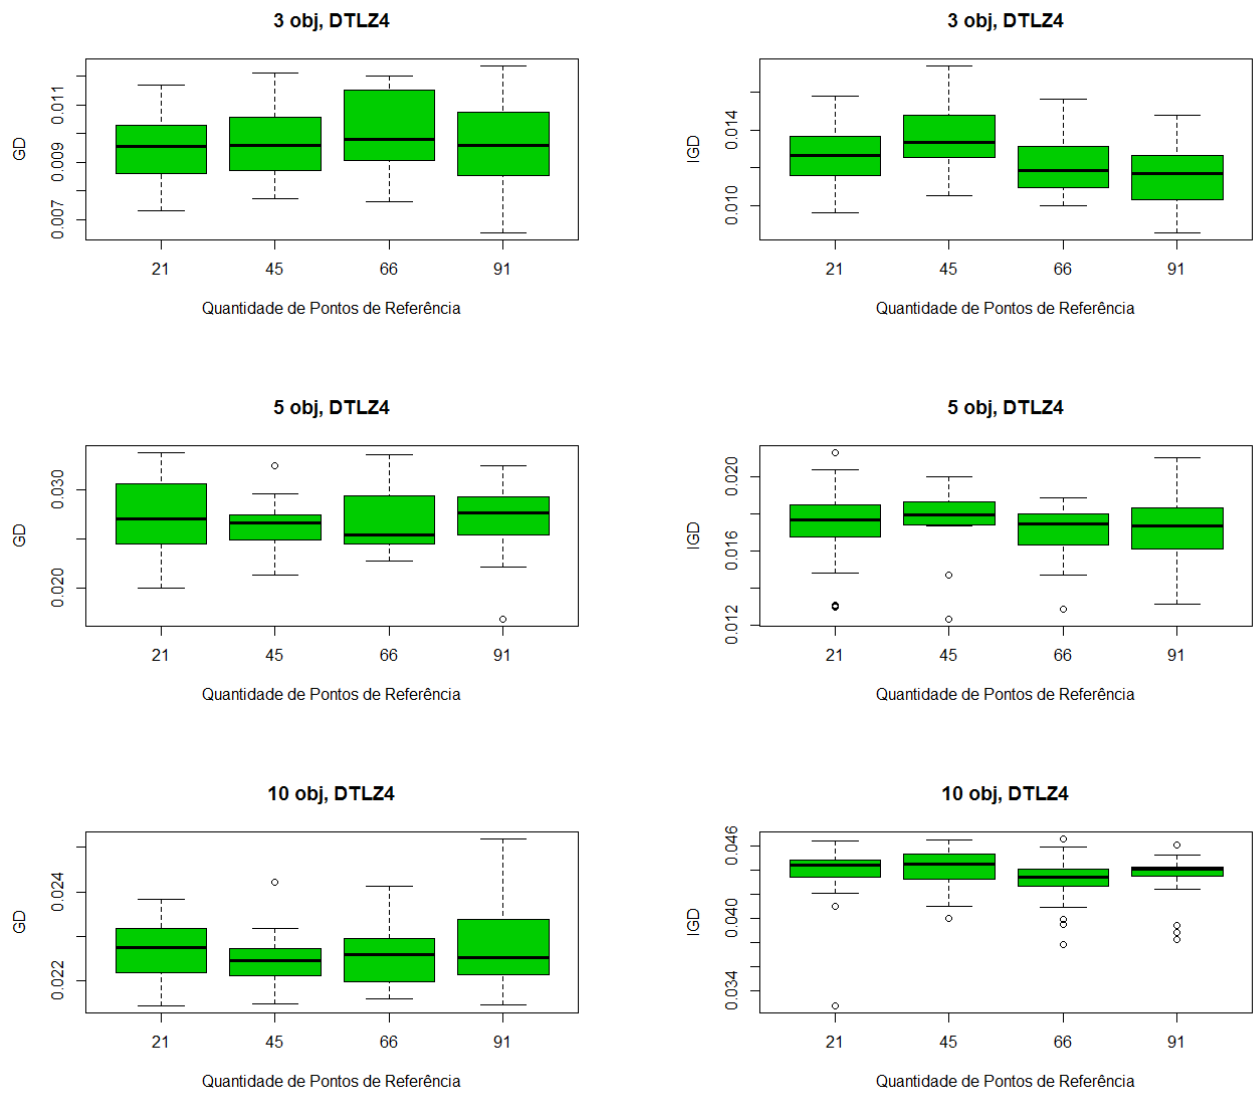 3 obj, DTLZ4
GD
0.007 0.009 0.011
21 45 66 91
Quantidade de Pontos de Referência
3 obj, DTLZ4
IGD
0.010 0.014
21 45 66 91
Quantidade de Pontos de Referência
5 obj, DTLZ4
GD
0.020 0.030
21 45 66 91
Quantidade de Pontos de Referência
5 obj, DTLZ4
IGD
0.012 0.016 0.020
21 45 66 91
Quantidade de Pontos de Referência
10 obj, DTLZ4
GD
0.022 0.024
21 45 66 91
Quantidade de Pontos de Referência
10 obj, DTLZ4
IGD
0.034 0.040 0.046
21 45 66 91
Quantidade de Pontos de Referência